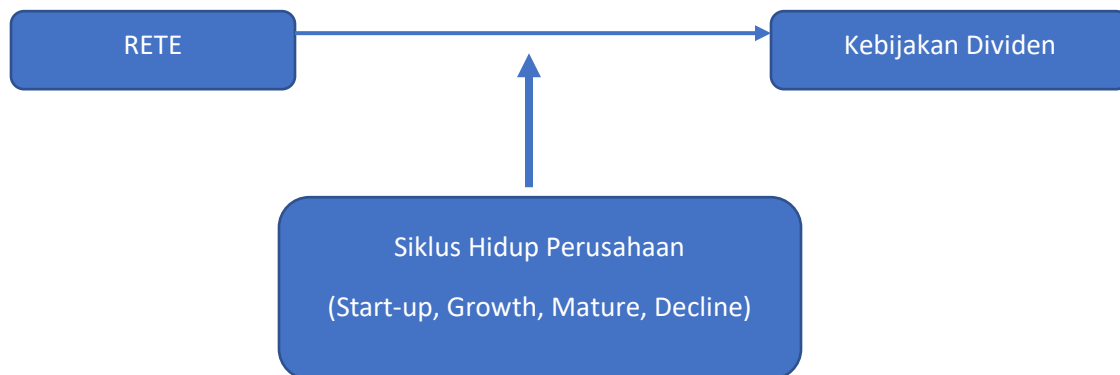 RETE
Kebijakan Dividen
Siklus Hidup Perusahaan
(Start-up, Growth, Mature, Decline)